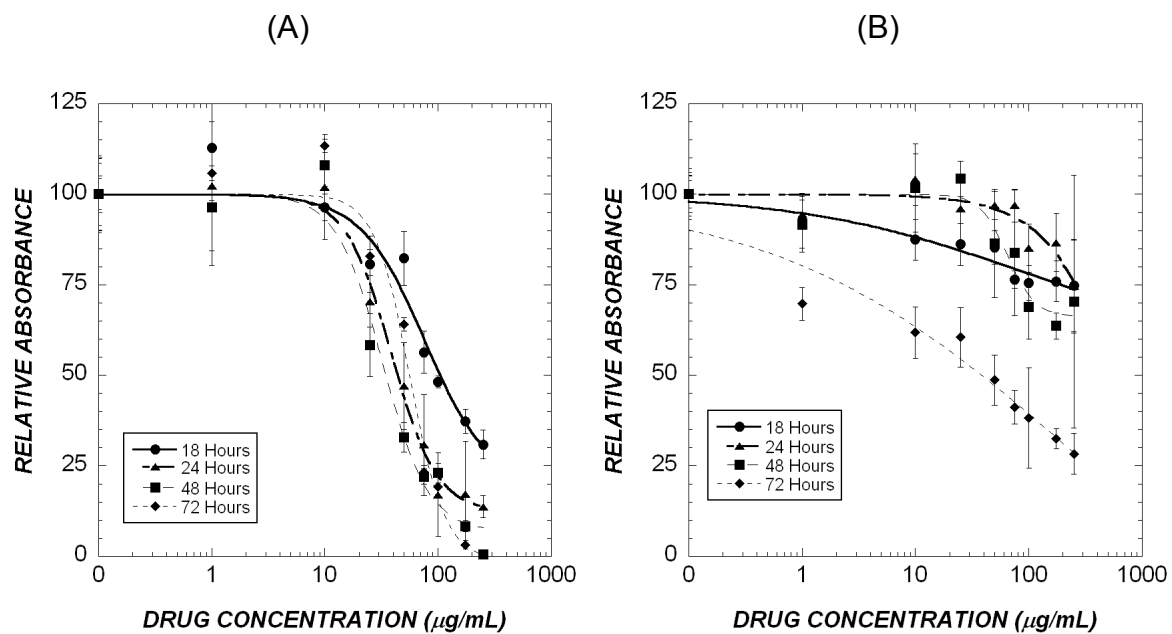 (A)
125
100
75
50
25
0
RELATIVE ABSORBANCE
18 Hours
24 Hours
48 Hours
72 Hours
0 1 10 100 1000
DRUG CONCENTRATION (μg/mL)
(B)
125
100
75
50
25
0
RELATIVE ABSORBANCE
18 Hours
24 Hours
48 Hours
72 Hours
0 1 10 100 1000
DRUG CONCENTRATION (μg/mL)